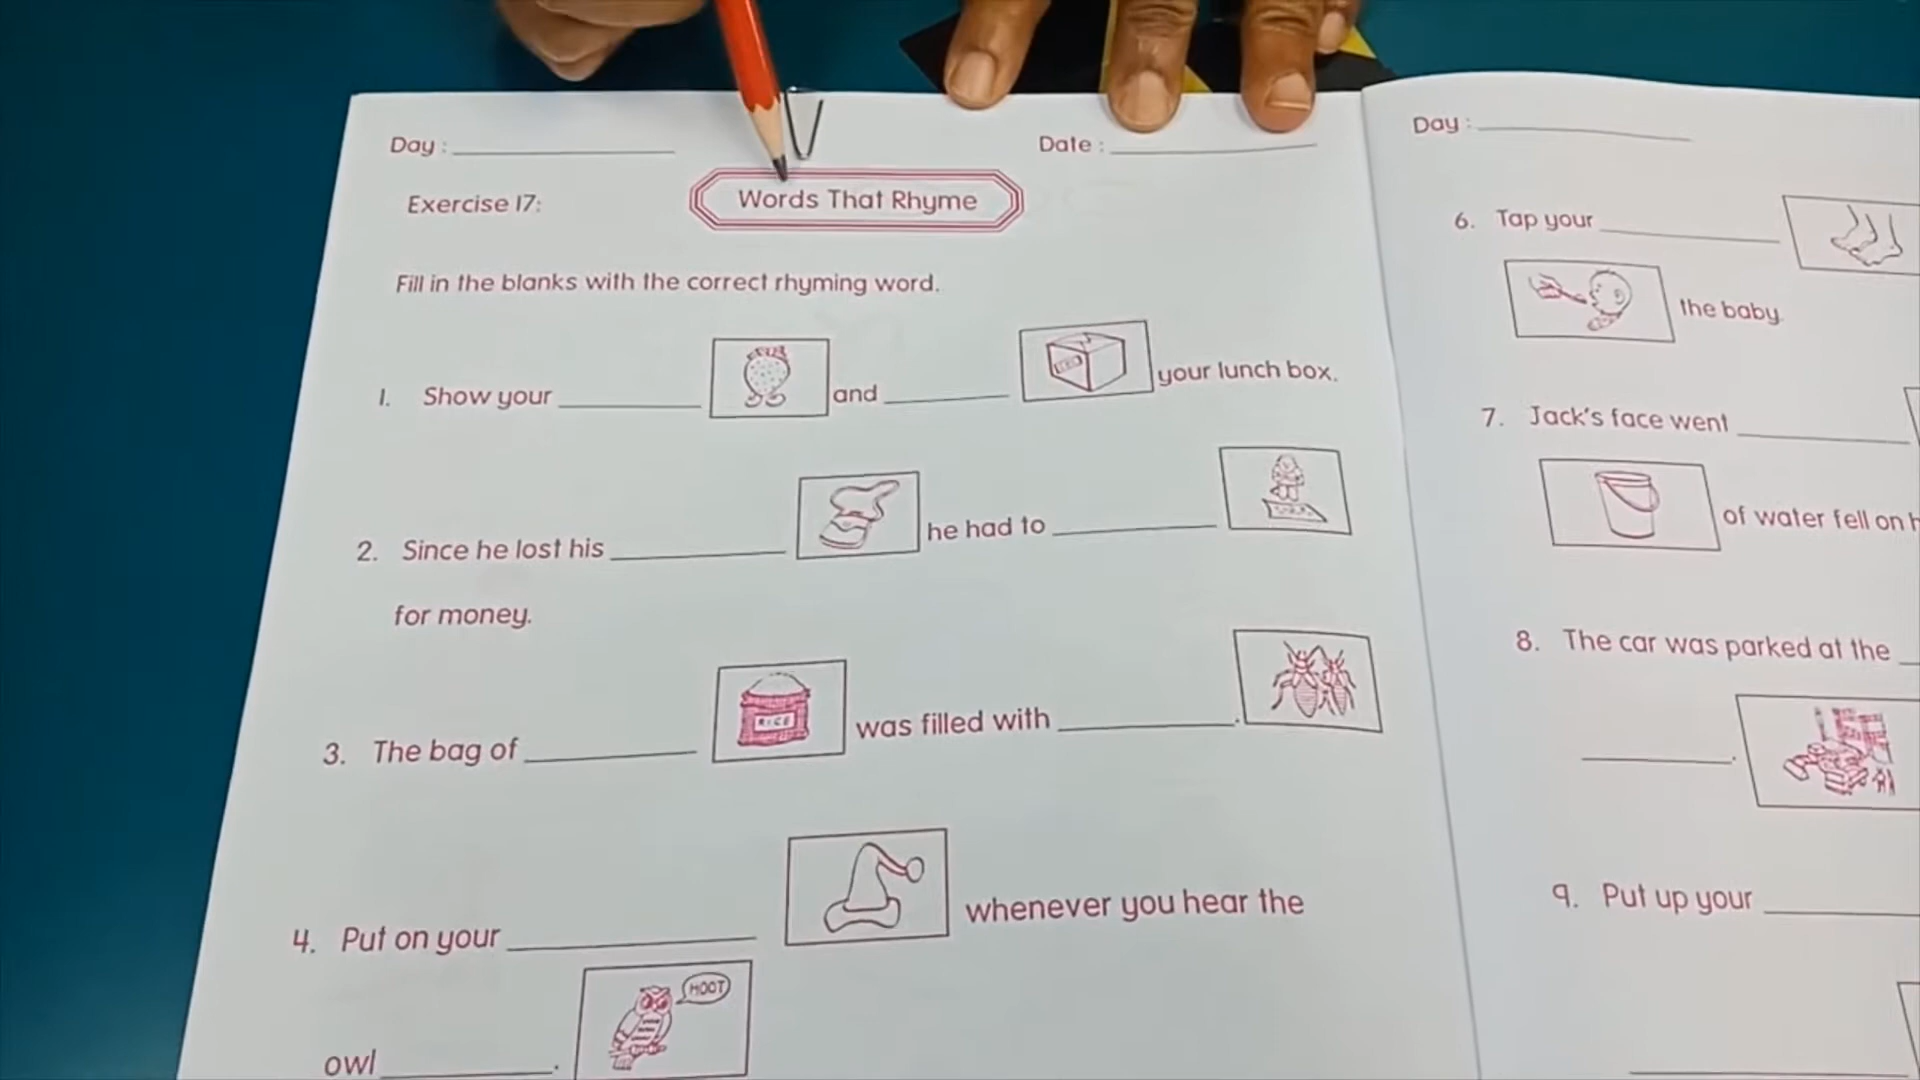 Day : Date :
Exercise 17: Words That Rhyme
Fill in the blanks with the correct rhyming word.
1. Show your and your lunch box.
2. Since he lost his he had to
for money.
RICE
3. The bag of was filled with .
4. Put on your whenever you hear the
HOOT
owl .
Day :
6. Tap your
the baby.
7. Jack's face went
of water fell on
8. The car was parked at the
.
9. Put up your